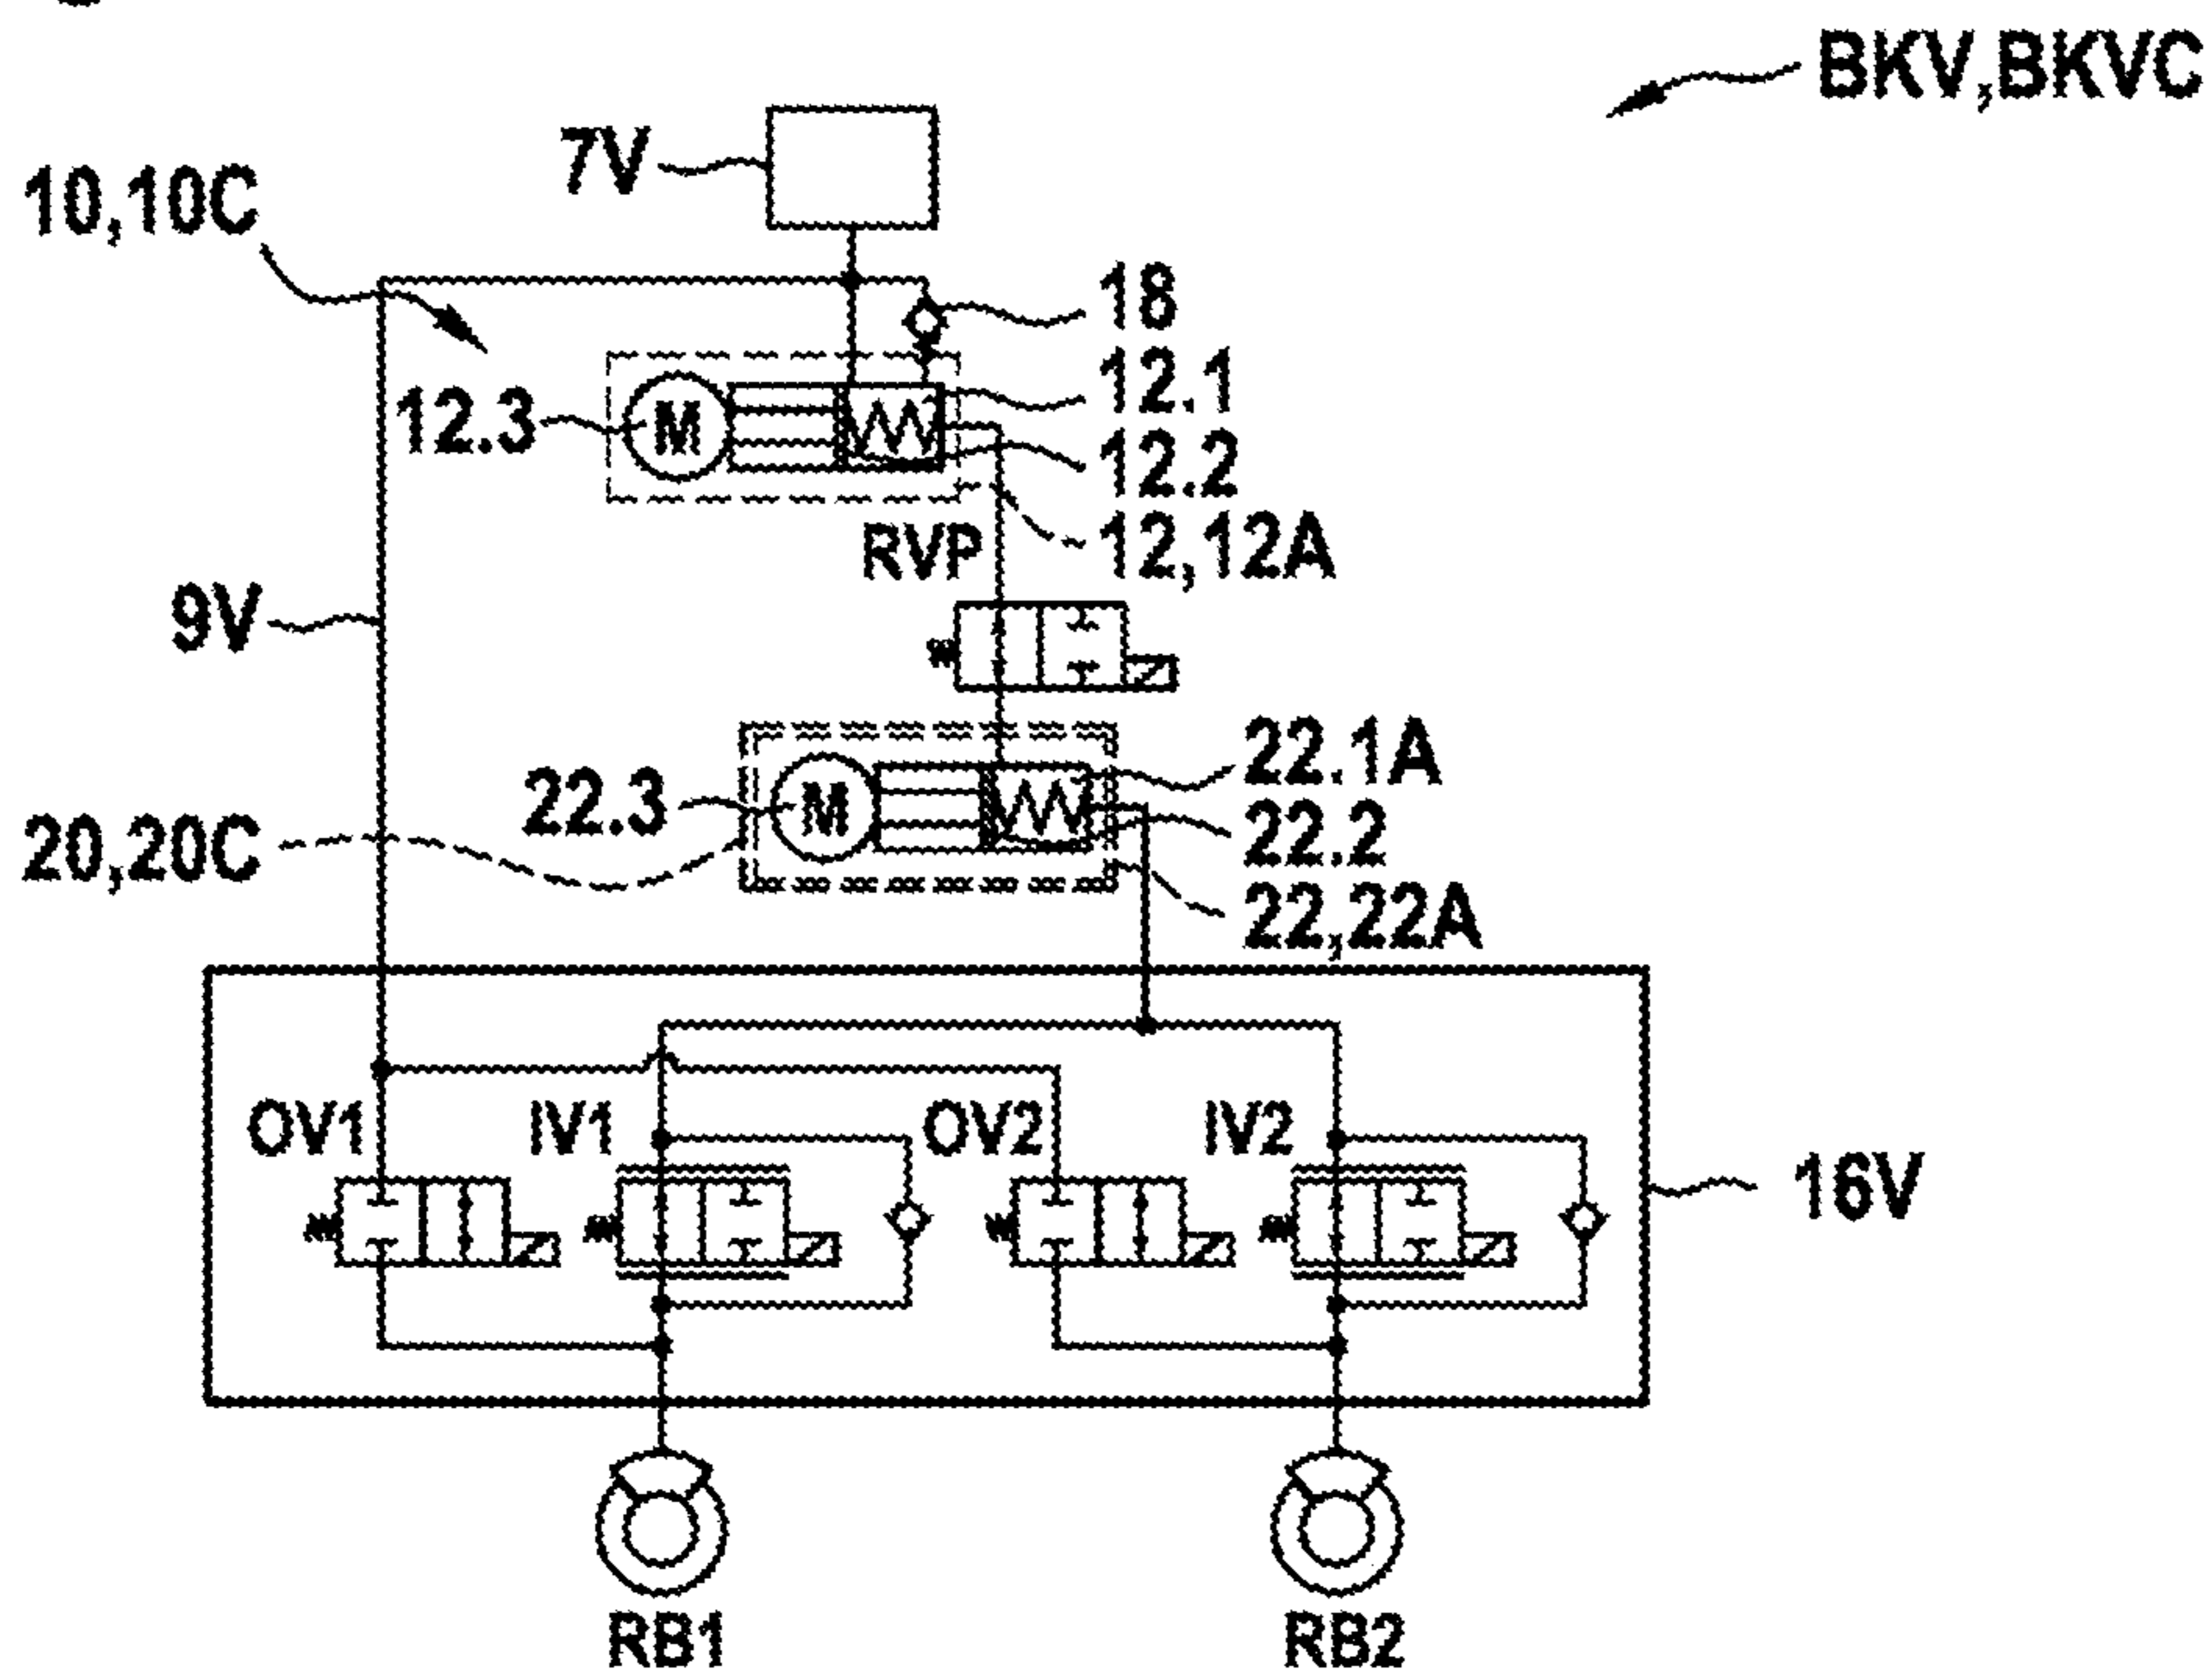 BKV,BKVC
7V
10,10C
18
12.1
12.3
M
12.2
12,12A
RVP
9V
22.1A
22.3
M
22.2
20,20C
22,22A
OV1
IV1
OV2
IV2
16V
RB1
RB2